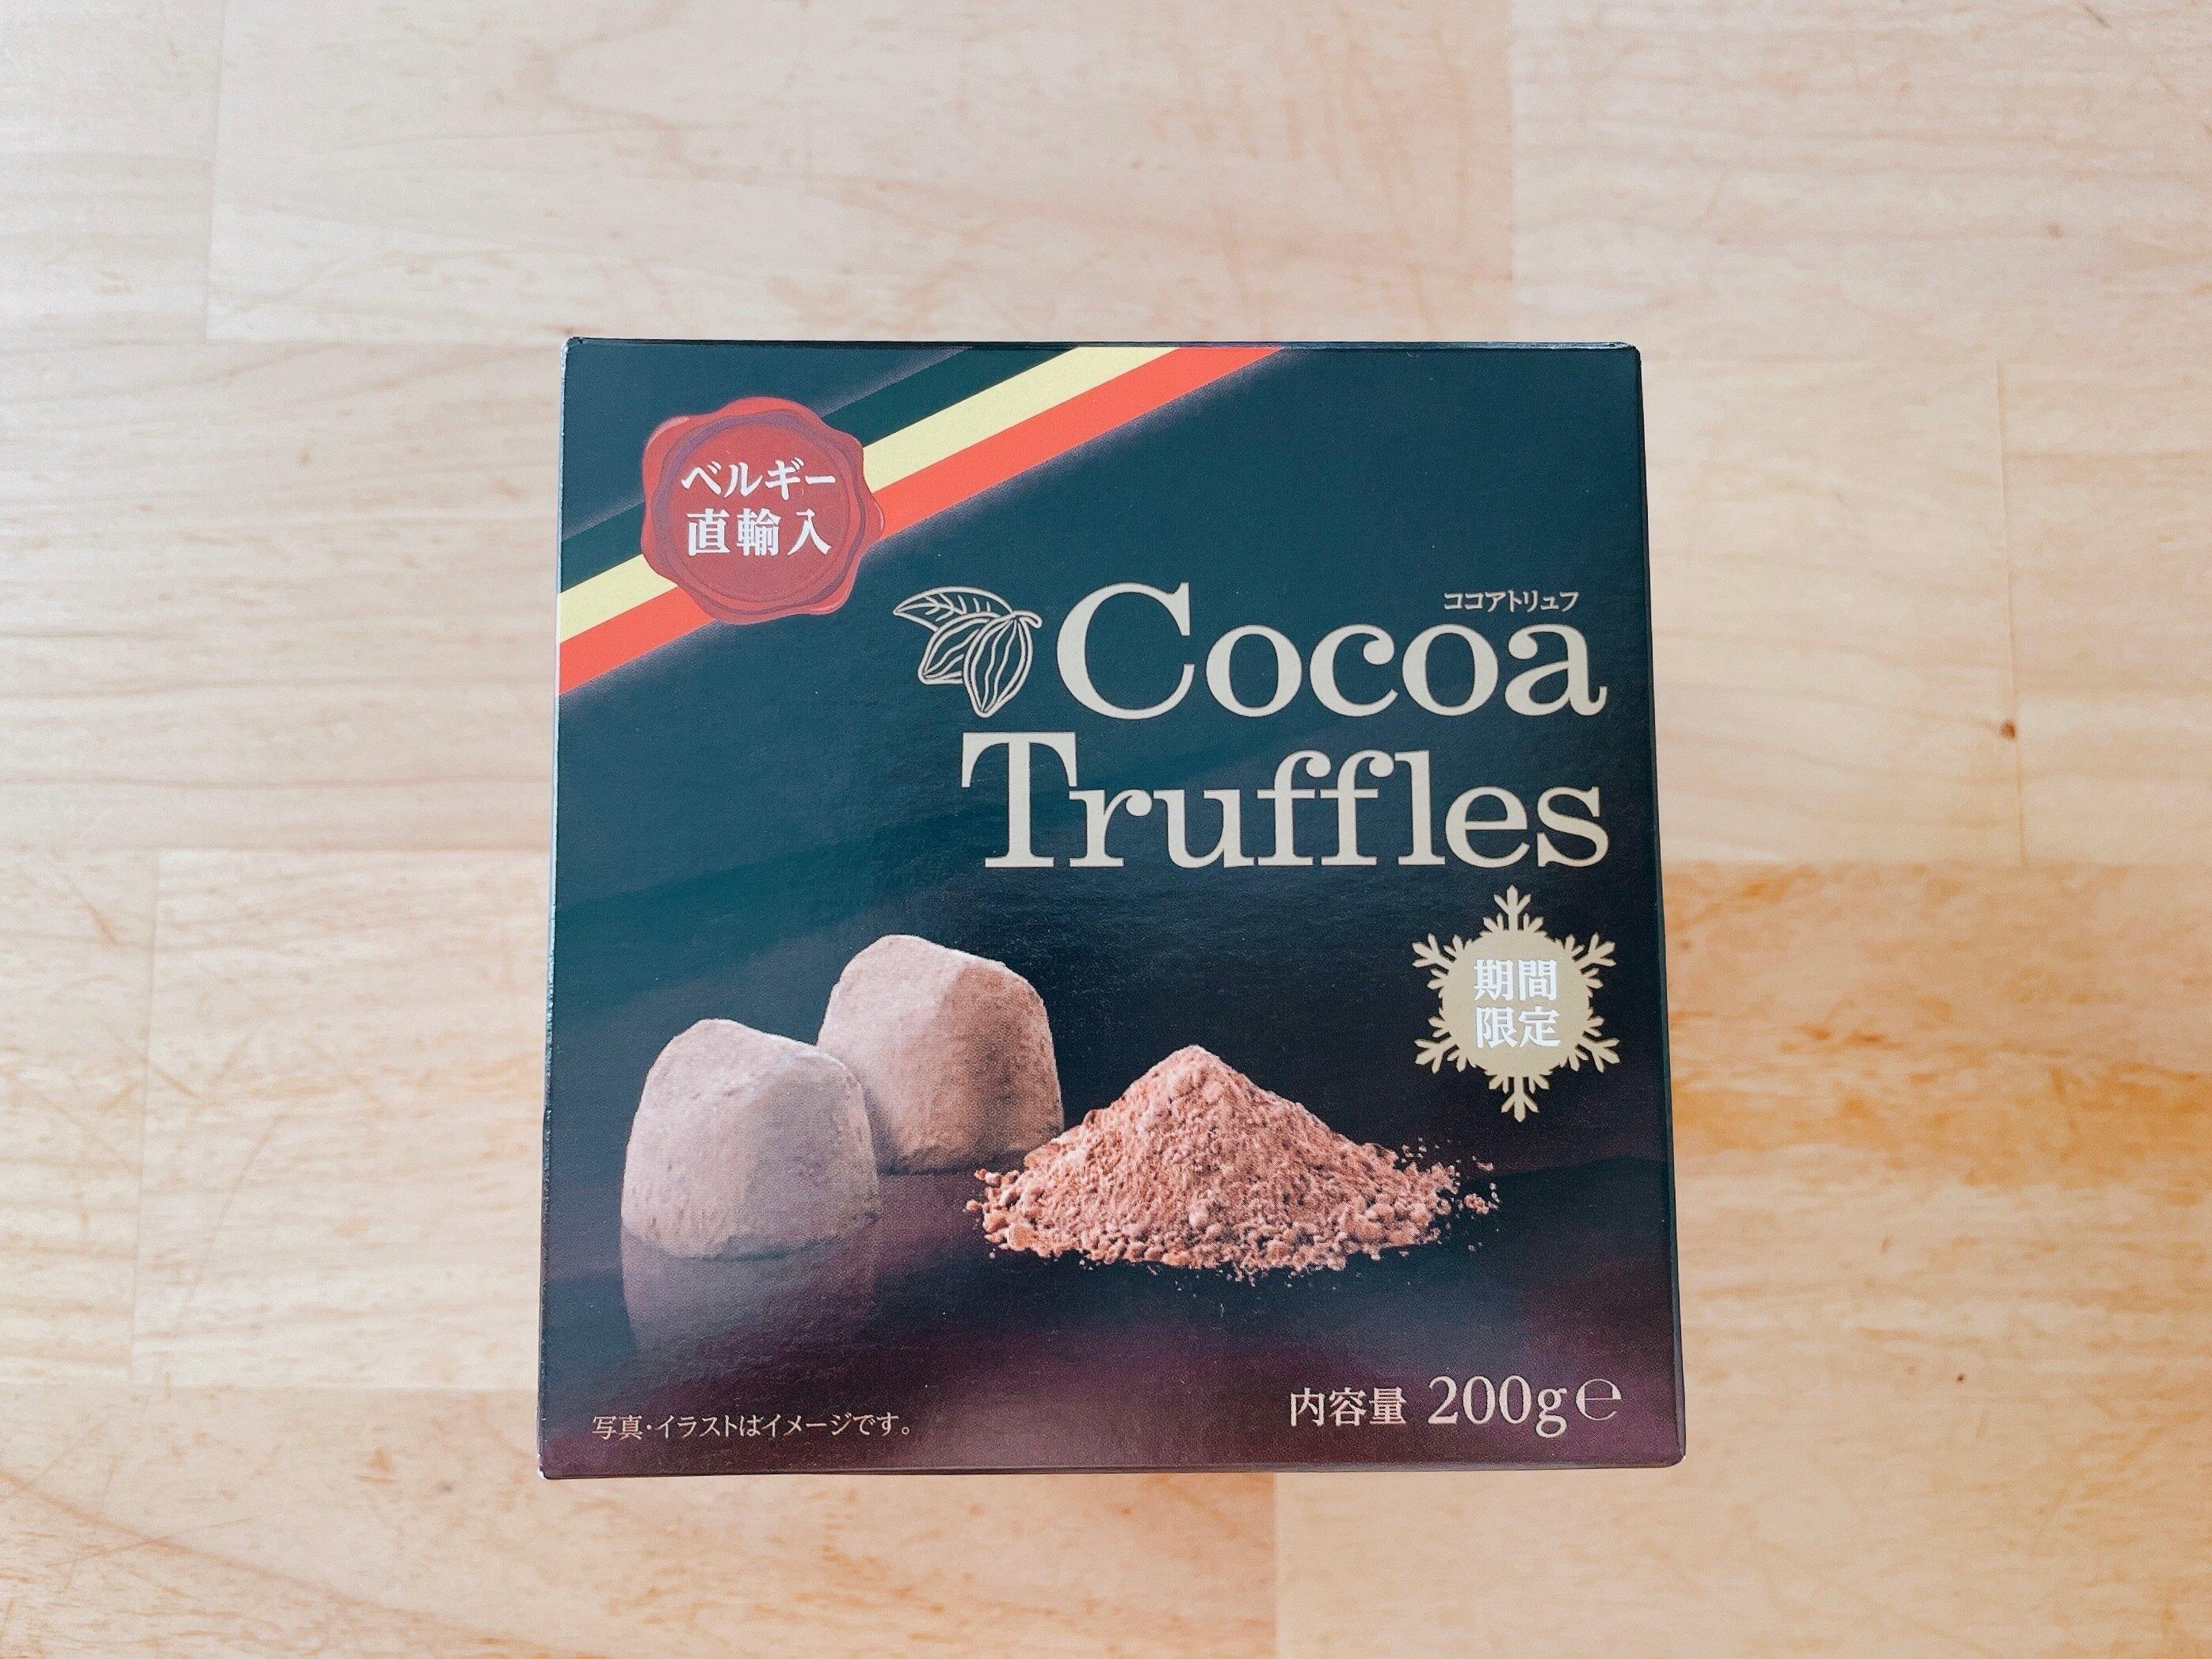 ベルギー
直輸入
ココアトリュフ
Cocoa
Truffles
期間
限定
写真・イラストはイメージです。
内容量 200g℮